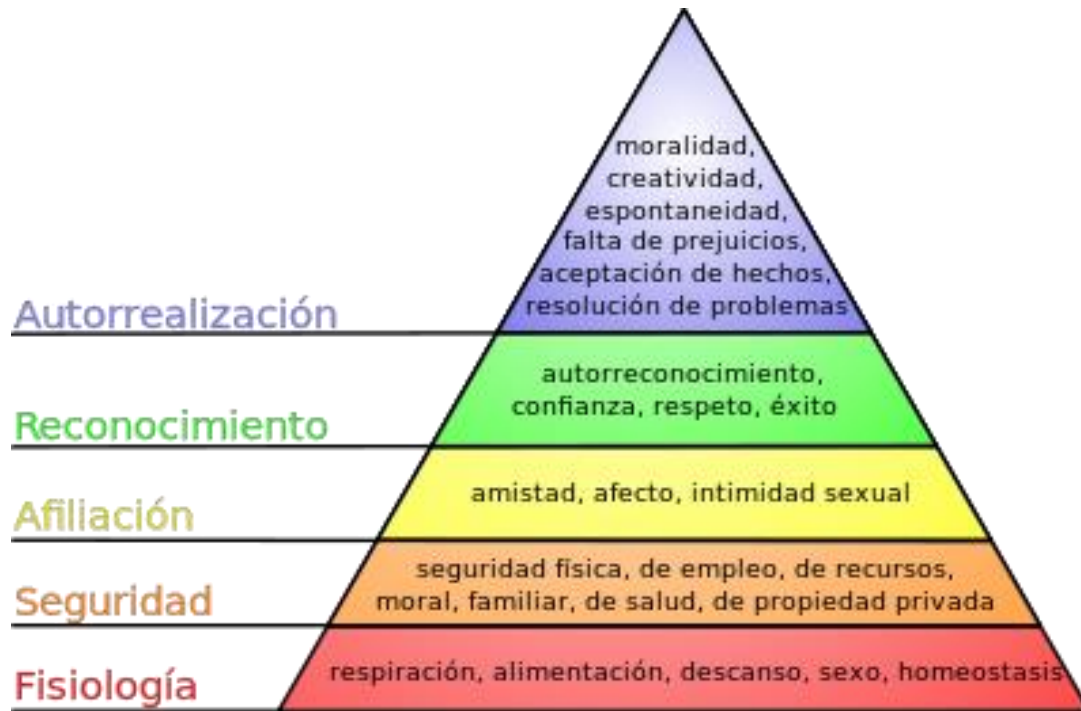 moralidad,
creatividad,
espontaneidad,
falta de prejuicios,
aceptación de hechos,
resolución de problemas
Autorrealización
autorreconocimiento,
confianza, respeto, éxito
Reconocimiento
amistad, afecto, intimidad sexual
Afiliación
seguridad física, de empleo, de recursos,
moral, familiar, de salud, de propiedad privada
Seguridad
respiración, alimentación, descanso, sexo, homeostasis
Fisiología